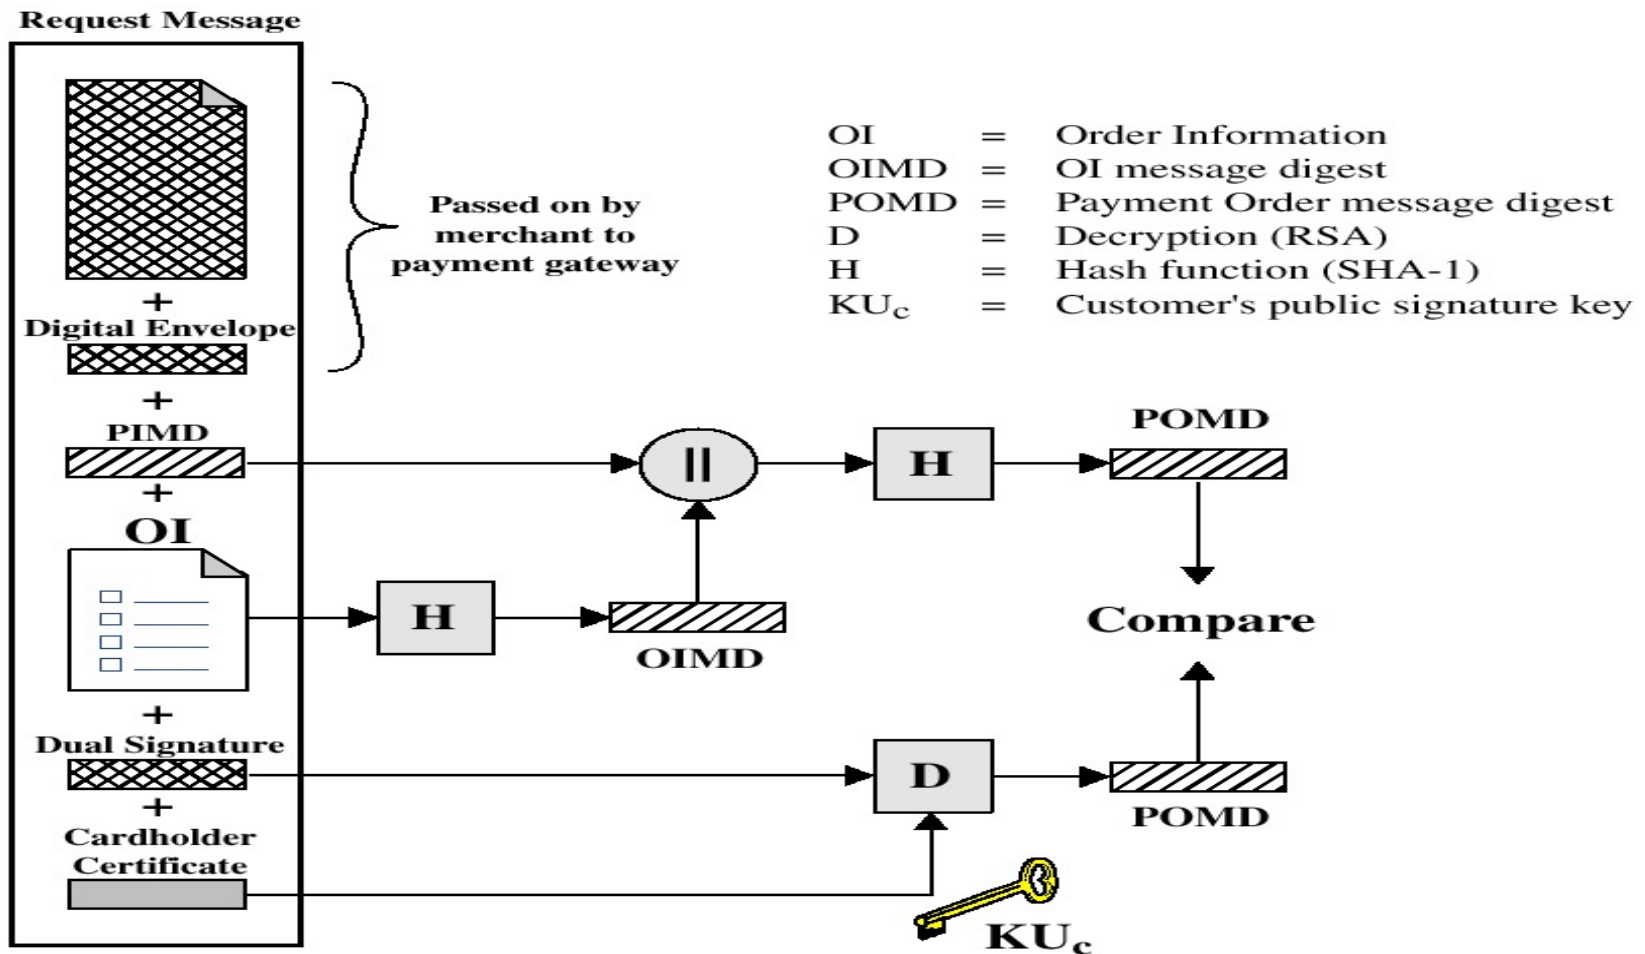 Request Message
Passed on by
merchant to
payment gateway
OI = Order Information
OIMD = OI message digest
POMD = Payment Order message digest
D = Decryption (RSA)
H = Hash function (SHA-1)
KUc = Customer's public signature key
+
Digital Envelope
+
PIMD
+
OI
+
Dual Signature
+
Cardholder
Certificate
||
H
POMD
H
OIMD
Compare
D
POMD
KUc